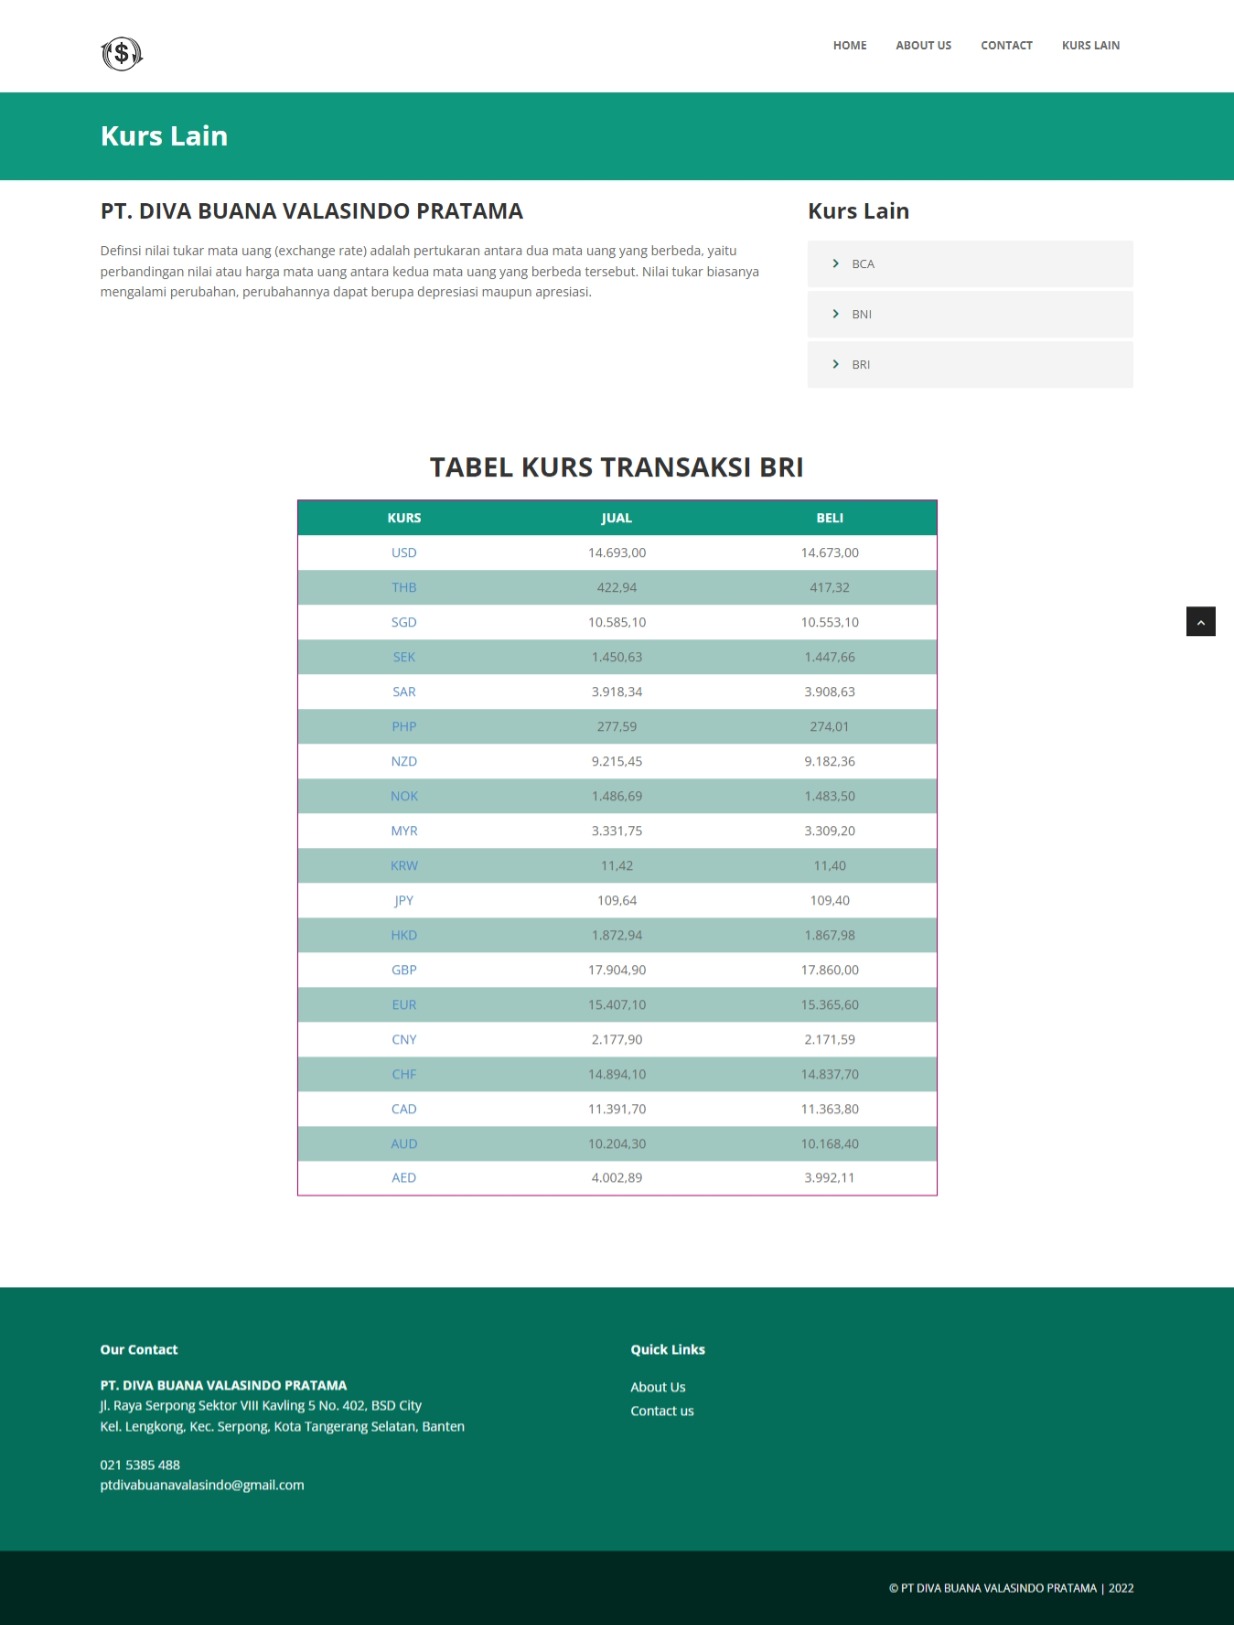 $
HOME ABOUT US CONTACT KURS LAIN
Kurs Lain
PT. DIVA BUANA VALASINDO PRATAMA
Definsi nilai tukar mata uang (exchange rate) adalah pertukaran antara dua mata uang yang berbeda, yaitu
perbandingan nilai atau harga mata uang antara kedua mata uang yang berbeda tersebut. Nilai tukar biasanya
mengalami perubahan, perubahannya dapat berupa depresiasi maupun apresiasi.
Kurs Lain
BCA
BNI
BRI
TABEL KURS TRANSAKSI BRI
KURS JUAL BELI
USD 14.693,00 14.673,00
THB 422,94 417,32
SGD 10.585,10 10.553,10
SEK 1.450,63 1.447,66
SAR 3.918,34 3.908,63
PHP 277,59 274,01
NZD 9.215,45 9.182,36
NOK 1.486,69 1.483,50
MYR 3.331,75 3.309,20
KRW 11,42 11,40
JPY 109,64 109,40
HKD 1.872,94 1.867,98
GBP 17.904,90 17.860,00
EUR 15.407,10 15.365,60
CNY 2.177,90 2.171,59
CHF 14.894,10 14.837,70
CAD 11.391,70 11.363,80
AUD 10.204,30 10.168,40
AED 4.002,89 3.992,11
Our Contact
PT. DIVA BUANA VALASINDO PRATAMA
Jl. Raya Serpong Sektor VIII Kavling 5 No. 402, BSD City
Kel. Lengkong, Kec. Serpong, Kota Tangerang Selatan, Banten
021 5385 488
ptdivabuanavalasindo@gmail.com
Quick Links
About Us
Contact us
© PT DIVA BUANA VALASINDO PRATAMA | 2022